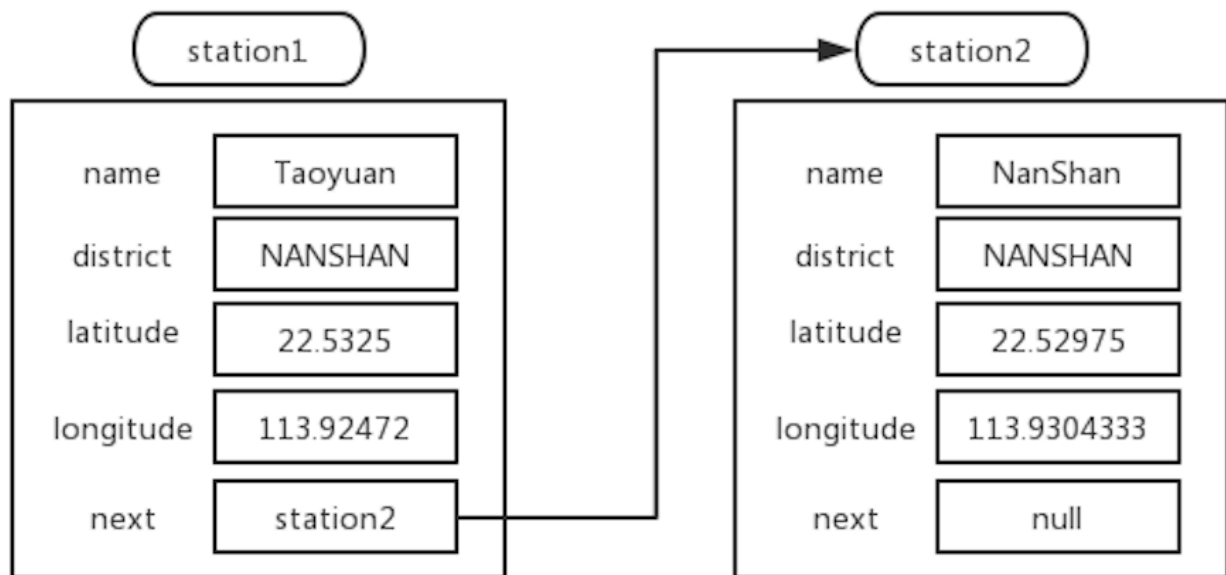 station1
name Taoyuan
district NANSHAN
latitude 22.5325
longitude 113.92472
next station2
station2
name NanShan
district NANSHAN
latitude 22.52975
longitude 113.9304333
next null